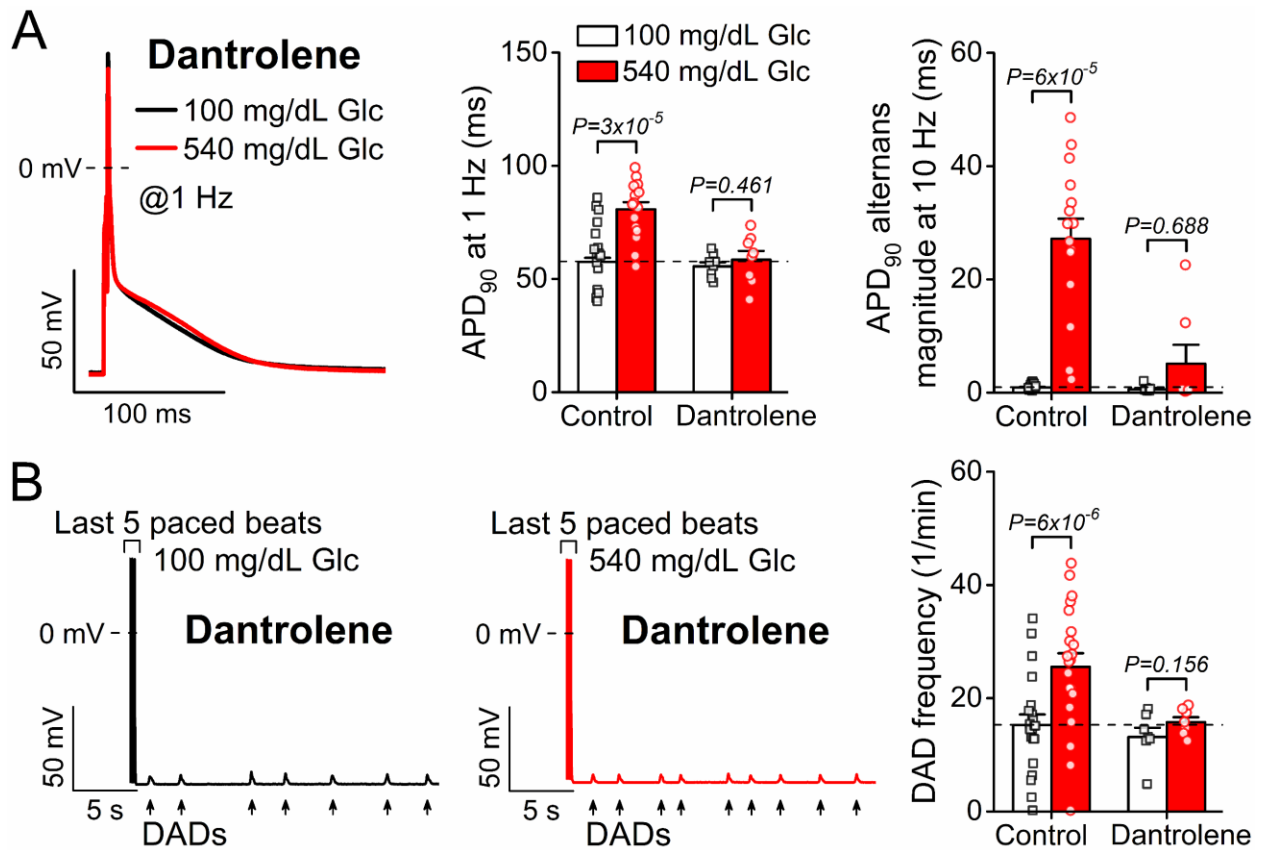 A
Dantrolene
100 mg/dL Glc
540 mg/dL Glc
0 mV
@1 Hz
50 mV
100 ms
100 mg/dL Glc
540 mg/dL Glc
APD90 at 1 Hz (ms)
150
100
50
0
P=3x10-5
P=0.461
Control
Dantrolene
APD90 alternans
magnitude at 10 Hz (ms)
60
40
20
0
P=6x10-5
P=0.688
Control
Dantrolene
B
Last 5 paced beats
100 mg/dL Glc
0 mV
Dantrolene
50 mV
5 s
DADs
Last 5 paced beats
540 mg/dL Glc
0 mV
Dantrolene
50 mV
5 s
DADs
DAD frequency (1/min)
60
40
20
0
P=6x10-6
P=0.156
Control
Dantrolene